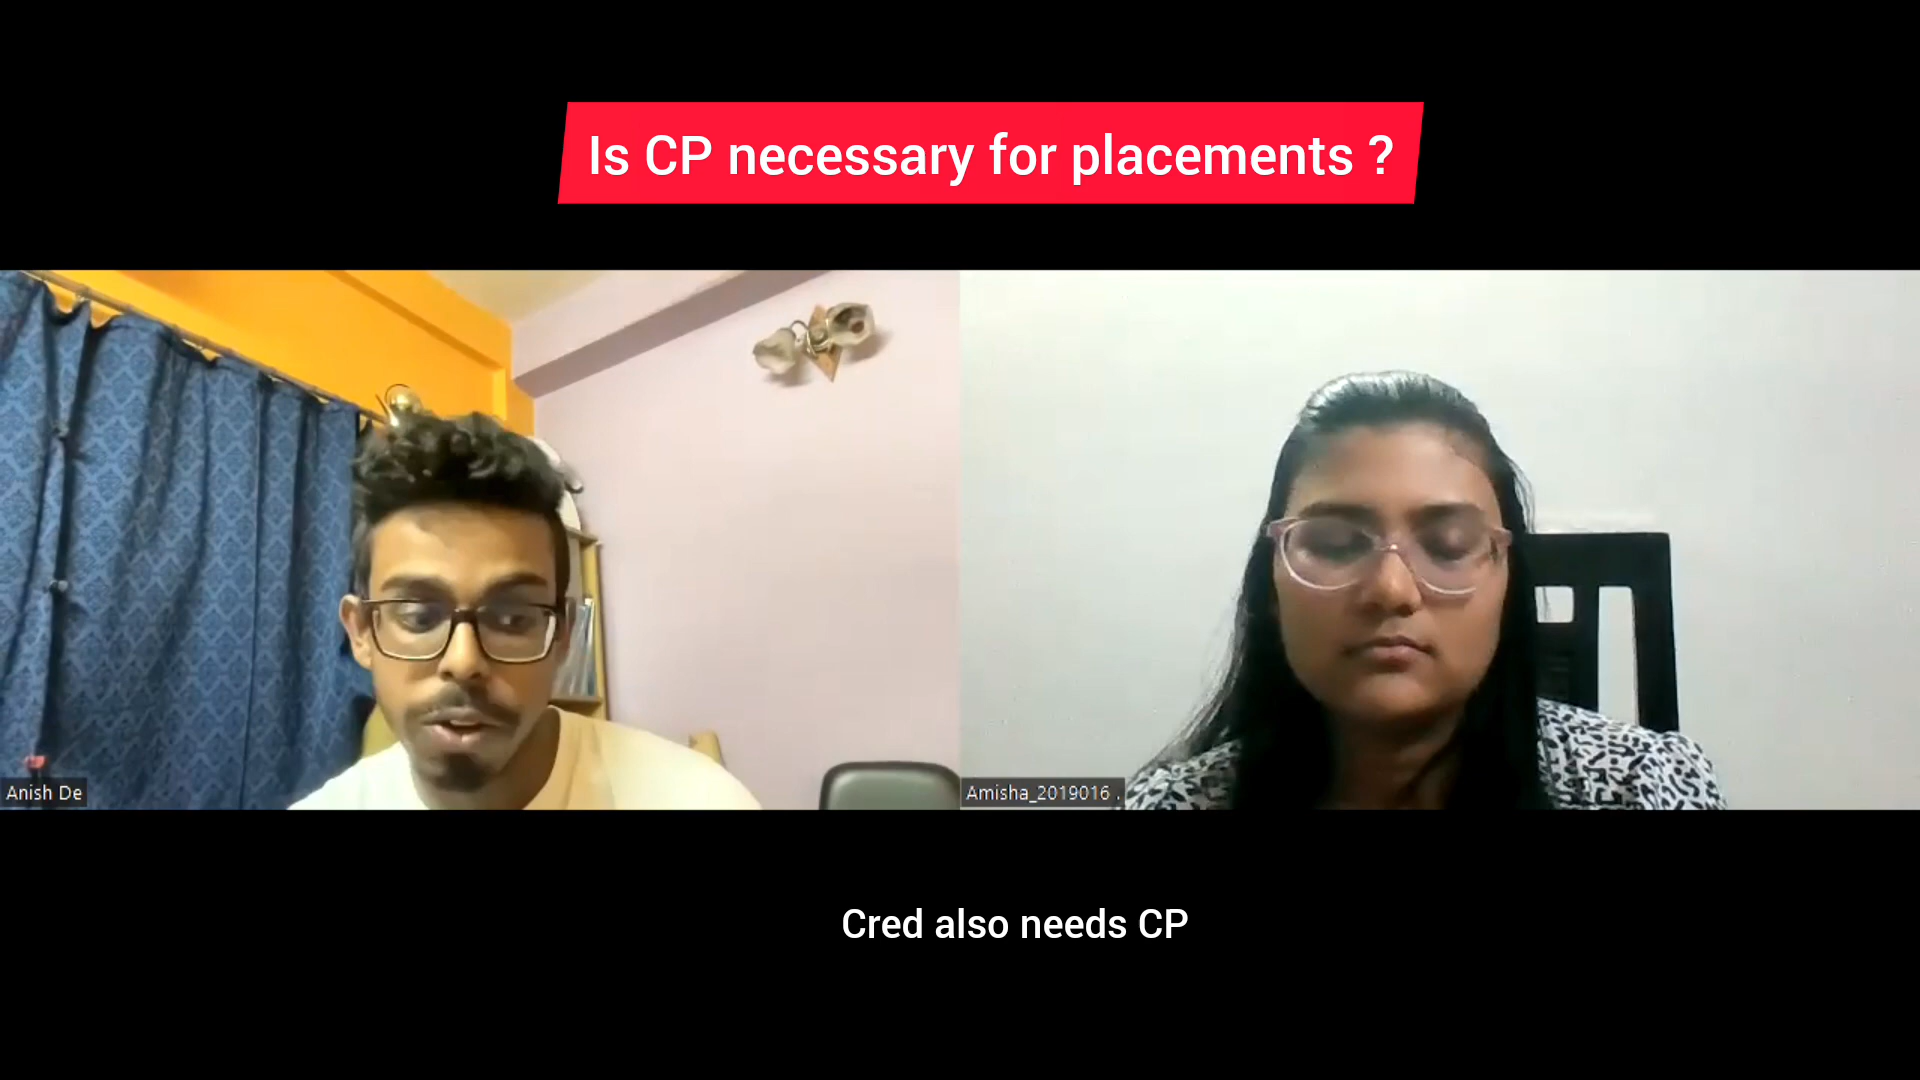 Is CP necessary for placements ?
Anish De
Amisha_2019016 .
Cred also needs CP